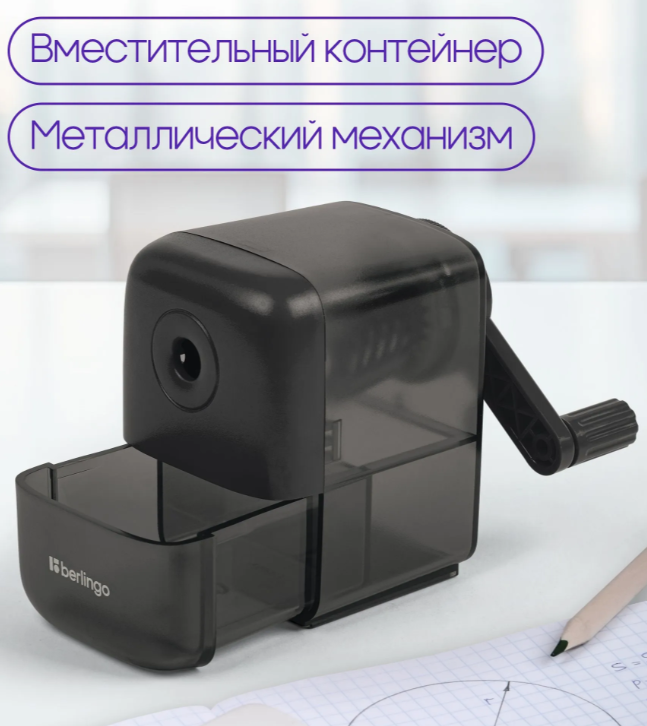 Вместительный контейнер
Металлический механизм
berlingo
S =
P
r